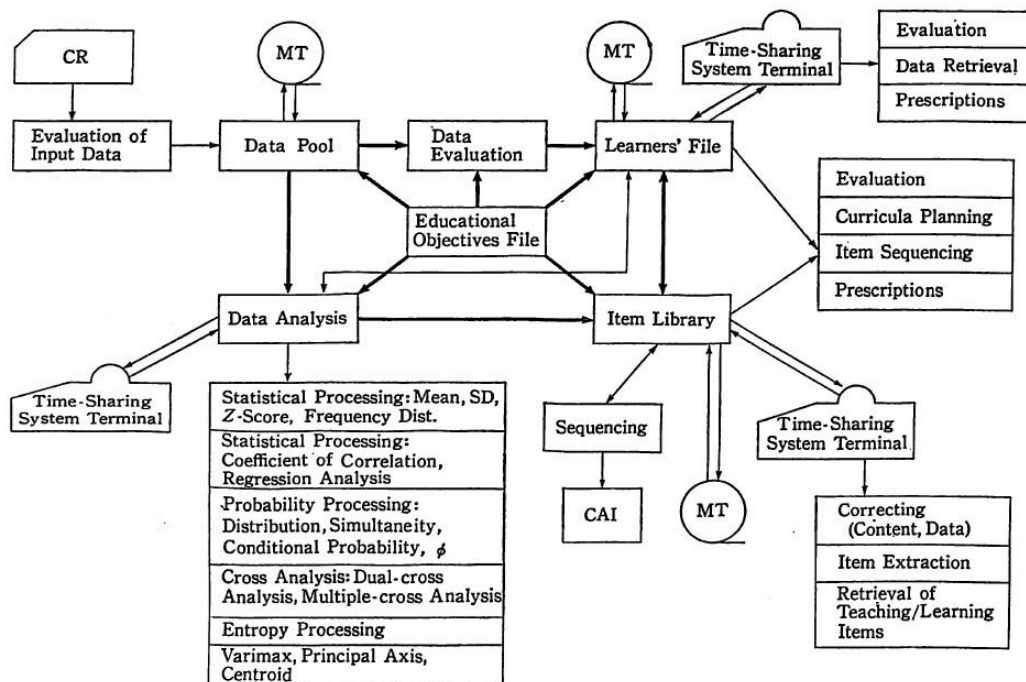 CR
MT
MT
Time-Sharing
System Terminal
Evaluation
Data Retrieval
Prescriptions
Evaluation of
Input Data
Data Pool
Data
Evaluation
Learners' File
Educational
Objectives File
Evaluation
Curricula Planning
Item Sequencing
Prescriptions
Data Analysis
Item Library
Time-Sharing
System Terminal
Statistical Processing: Mean, SD,
Z-Score, Frequency Dist.
Statistical Processing:
Coefficient of Correlation,
Regression Analysis
Probability Processing:
Distribution, Simultaneity,
Conditional Probability, ϕ
Cross Analysis: Dual-cross
Analysis, Multiple-cross Analysis
Entropy Processing
Varimax, Principal Axis,
Centroid
Sequencing
CAI
MT
Time-Sharing
System Terminal
Correcting
(Content, Data)
Item Extraction
Retrieval of
Teaching/Learning
Items